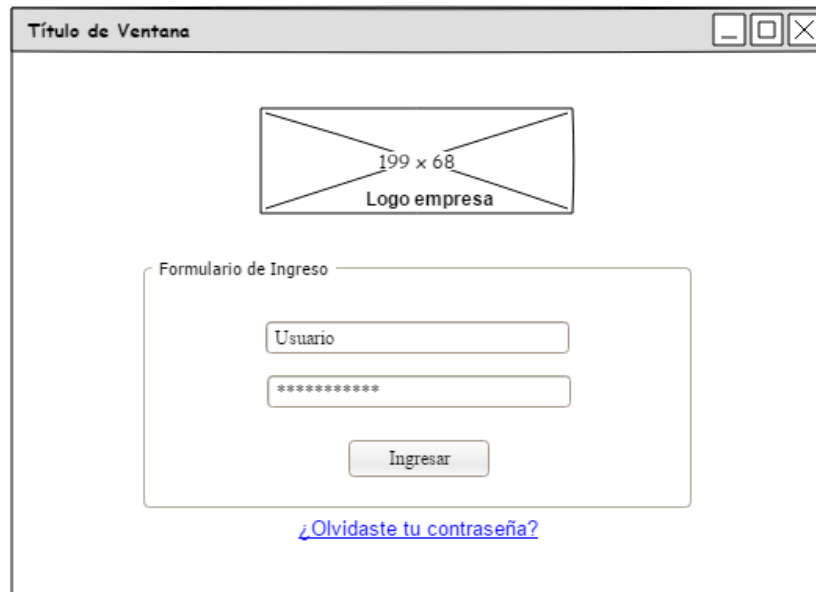 Título de Ventana
199 x 68
Logo empresa
Formulario de Ingreso
Usuario
***********
Ingresar
¿Olvidaste tu contraseña?